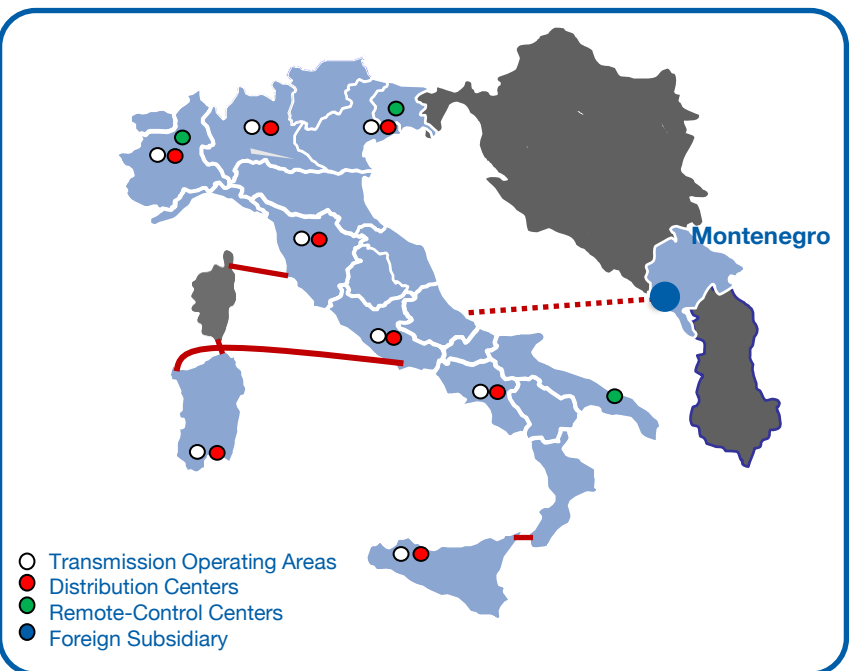 Montenegro
Transmission Operating Areas
Distribution Centers
Remote-Control Centers
Foreign Subsidiary